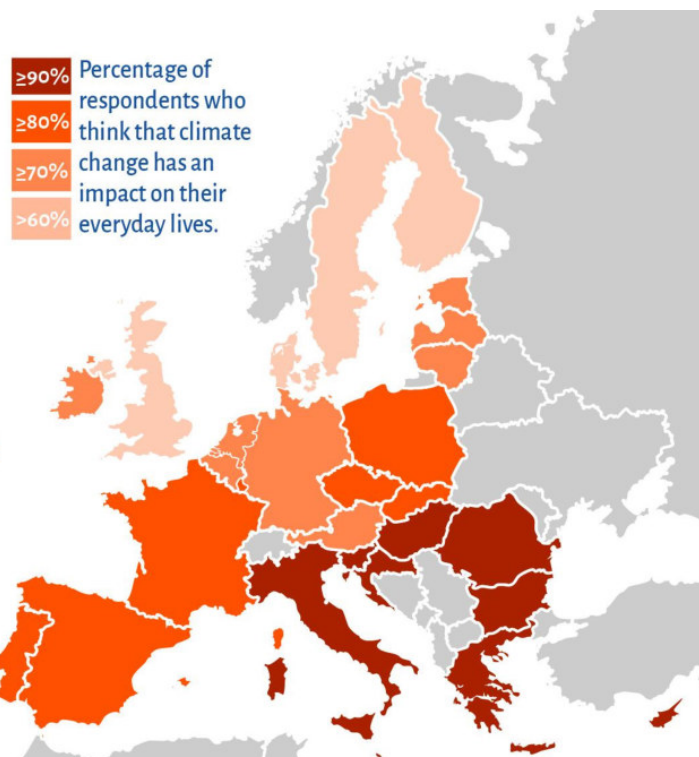 ≥90%
≥80%
≥70%
>60%
Percentage of
respondents who
think that climate
change has an
impact on their
everyday lives.